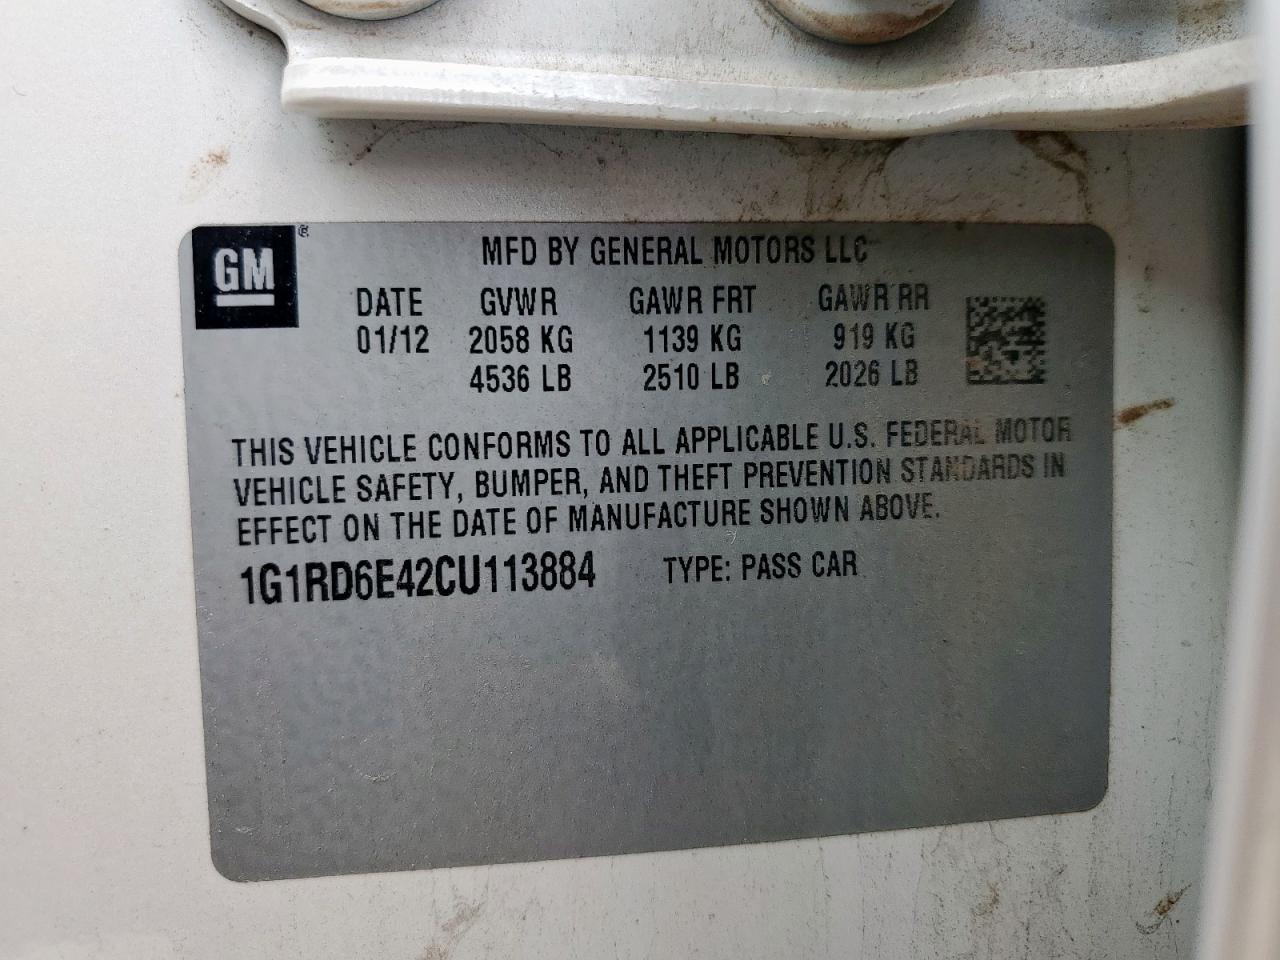 GM
®
MFD BY GENERAL MOTORS LLC
DATE GVWR GAWR FRT GAWR RR
01/12 2058 KG 1139 KG 919 KG
4536 LB 2510 LB 2026 LB
THIS VEHICLE CONFORMS TO ALL APPLICABLE U.S. FEDERAL MOTOR
VEHICLE SAFETY, BUMPER, AND THEFT PREVENTION STANDARDS IN
EFFECT ON THE DATE OF MANUFACTURE SHOWN ABOVE.
1G1RD6E42CU113884 TYPE: PASS CAR